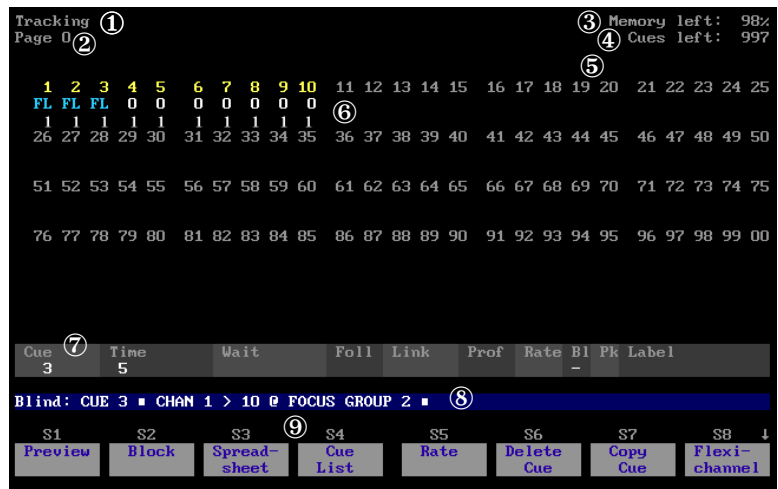 Tracking ① ③ Memory left: 98%
Page 0 ② ④ Cues left: 997
⑤
1 2 3 4 5 6 7 8 9 10 11 12 13 14 15 16 17 18 19 20 21 22 23 24 25
FL FL FL 0 0 0 0 0 0 0 ⑥
1 1 1 1 1 1 1 1 1 1
26 27 28 29 30 31 32 33 34 35 36 37 38 39 40 41 42 43 44 45 46 47 48 49 50
51 52 53 54 55 56 57 58 59 60 61 62 63 64 65 66 67 68 69 70 71 72 73 74 75
76 77 78 79 80 81 82 83 84 85 86 87 88 89 90 91 92 93 94 95 96 97 98 99 00
Cue ⑦ Time Wait Foll Link Prof Rate Bl Pk Label
3 5 –
Blind: CUE 3 ■ CHAN 1 > 10 @ FOCUS GROUP 2 ■ ⑧
S1 S2 S3 ⑨ S4 S5 S6 S7 S8 ↓
Preview Block Spread- Cue Rate Delete Copy Flexi-
sheet List Cue Cue channel